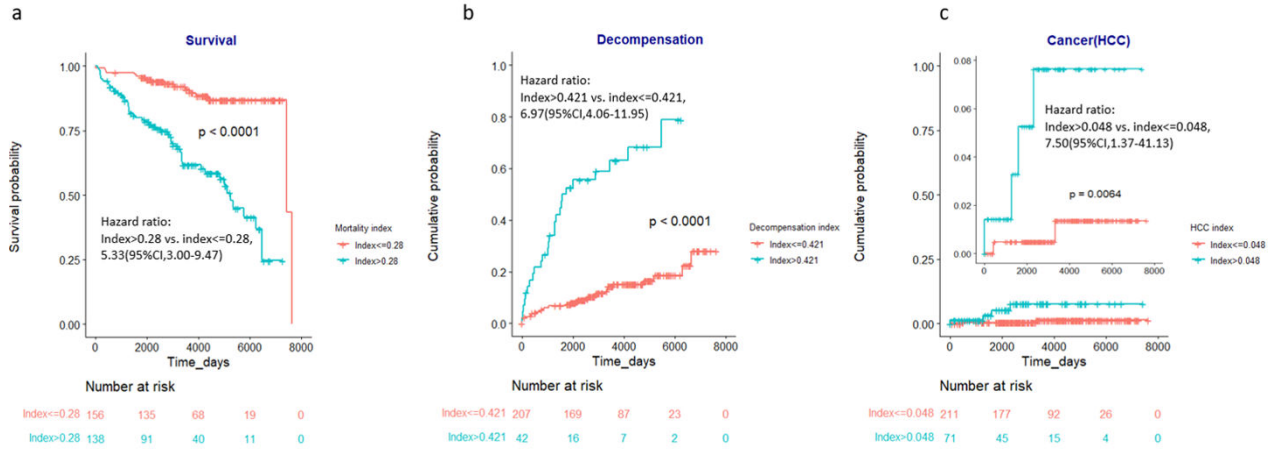 a
Survival
1.00
0.75
0.50
0.25
0.00
Survival probability
p < 0.0001
Hazard ratio:
Index>0.28 vs. index<=0.28,
5.33(95%CI,3.00-9.47)
Mortality index
Index<=0.28
Index>0.28
0 2000 4000 6000 8000
Time_days
Number at risk
Index<=0.28 156 135 68 19 0
Index>0.28 138 91 40 11 0
b
Decompensation
1.0
0.8
0.6
0.4
0.2
0.0
Cumulative probability
Hazard ratio:
Index>0.421 vs. index<=0.421,
6.97(95%CI,4.06-11.95)
p < 0.0001
Decompensation index
Index<=0.421
Index>0.421
0 2000 4000 6000 8000
Time_days
Number at risk
Index<=0.421 207 169 87 23 0
Index>0.421 42 16 7 2 0
c
Cancer(HCC)
1.00
0.75
0.50
0.25
0.00
Cumulative probability
0.08
0.06
0.04
0.02
0.00
0 2000 4000 6000 8000
Hazard ratio:
Index>0.048 vs. index<=0.048,
7.50(95%CI,1.37-41.13)
p = 0.0064
HCC index
Index<=0.048
Index>0.048
0 2000 4000 6000 8000
Time_days
Number at risk
Index<=0.048 211 177 92 26 0
Index>0.048 71 45 15 4 0